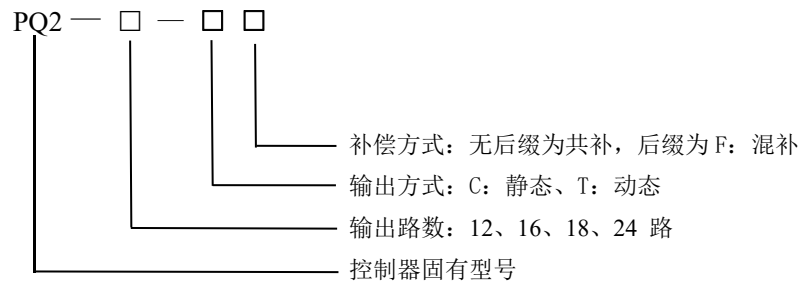 PQ2 — □ — □ □
补偿方式：无后缀为共补，后缀为 F：混补
输出方式：C：静态、T：动态
输出路数：12、16、18、24 路
控制器固有型号